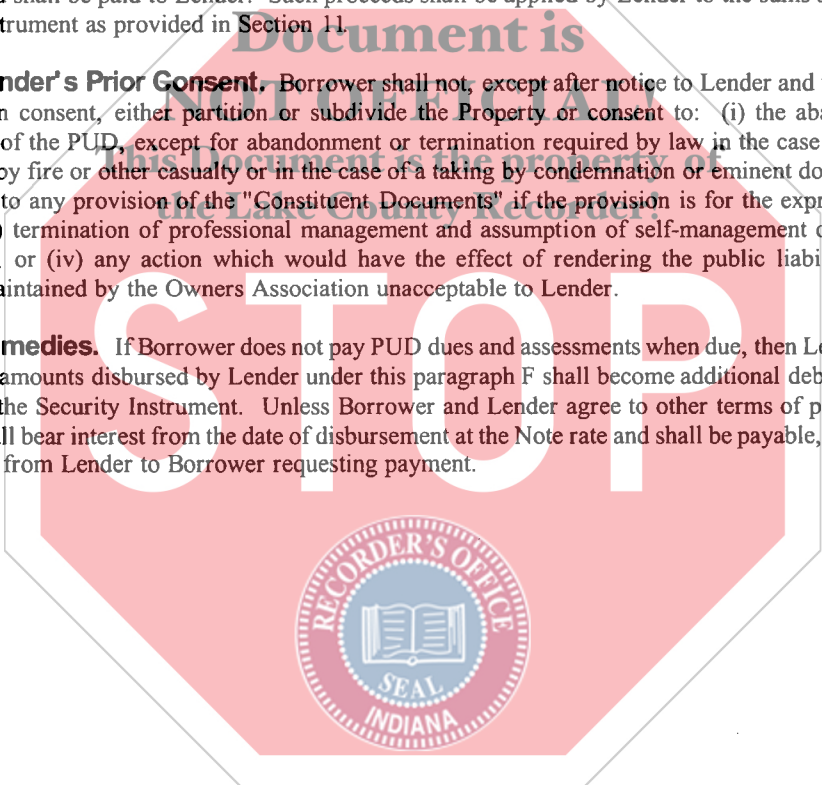 shall be paid to Lender. Such proceeds shall be applied by Lender to the sums
trument as provided in Section 11.
Document is
nder's Prior Consent. Borrower shall not, except after notice to Lender and
n consent, either partition or subdivide the Property or consent to: (i) the aba
NOT OFFICIAL!
of the PUD, except for abandonment or termination required by law in the case
This Document is the property of
by fire or other casualty or in the case of a taking by condemnation or eminent do
to any provision of the "Constituent Documents" if the provision is for the expr
the Lake County Recorder!
) termination of professional management and assumption of self-management o
or (iv) any action which would have the effect of rendering the public liabi
aintained by the Owners Association unacceptable to Lender.
medies. If Borrower does not pay PUD dues and assessments when due, then Le
amounts disbursed by Lender under this paragraph F shall become additional deb
the Security Instrument. Unless Borrower and Lender agree to other terms of p
ll bear interest from the date of disbursement at the Note rate and shall be payable,
from Lender to Borrower requesting payment.
STOP
RECORDER'S OFFICE
SEAL
INDIANA